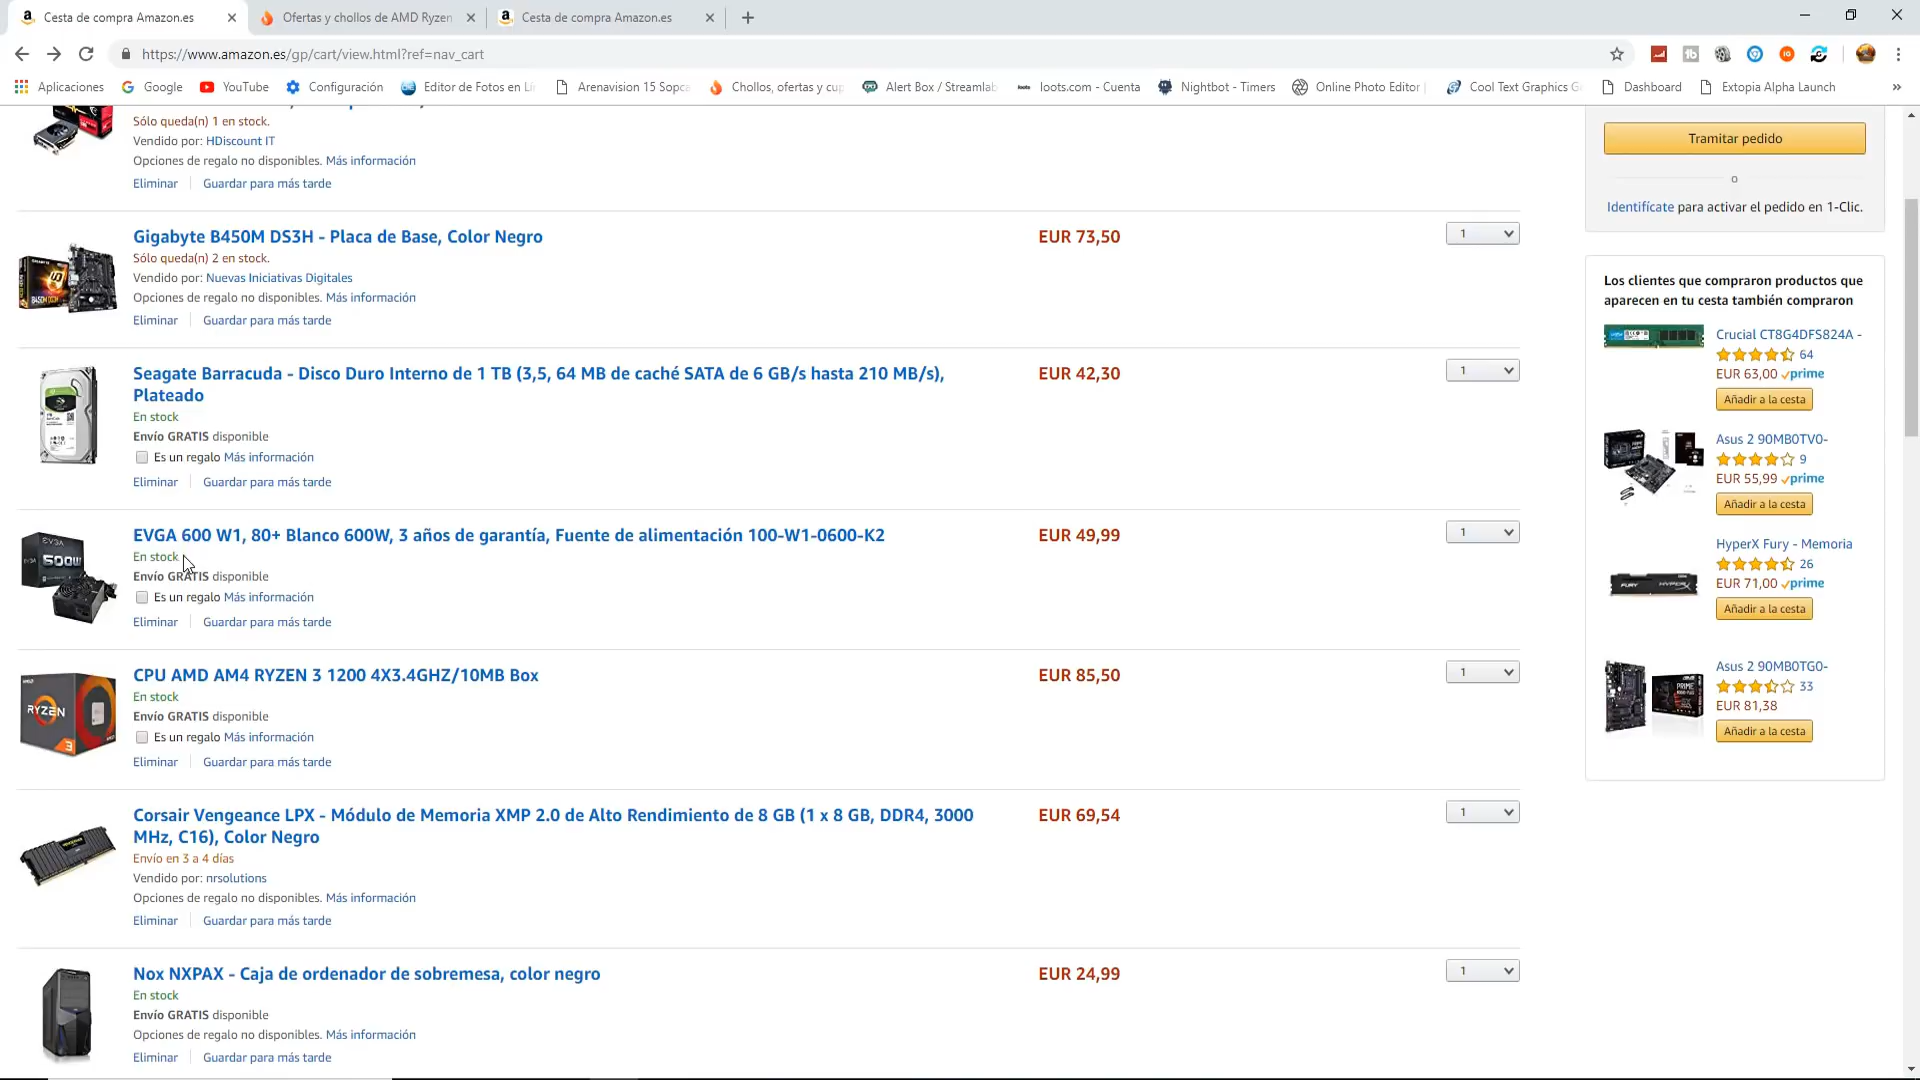 Cesta de compra Amazon.es
Ofertas y chollos de AMD Ryzen
Cesta de compra Amazon.es
https://www.amazon.es/gp/cart/view.html?ref=nav_cart
Aplicaciones
Google
YouTube
Configuración
Editor de Fotos en Lí
Arenavision 15 Sopca
Chollos, ofertas y cup
Alert Box / Streamlab
loots.com - Cuenta
Nightbot - Timers
Online Photo Editor
Cool Text Graphics G
Dashboard
Extopia Alpha Launch
Sólo queda(n) 1 en stock.
Vendido por: HDiscount IT
Opciones de regalo no disponibles. Más información
Eliminar
Guardar para más tarde
Gigabyte B450M DS3H - Placa de Base, Color Negro
EUR 73,50
1
Sólo queda(n) 2 en stock.
Vendido por: Nuevas Iniciativas Digitales
Opciones de regalo no disponibles. Más información
Eliminar
Guardar para más tarde
Seagate Barracuda - Disco Duro Interno de 1 TB (3,5, 64 MB de caché SATA de 6 GB/s hasta 210 MB/s),
Plateado
EUR 42,30
1
En stock
Envío GRATIS disponible
Es un regalo Más información
Eliminar
Guardar para más tarde
EVGA
600W
EVGA 600 W1, 80+ Blanco 600W, 3 años de garantía, Fuente de alimentación 100-W1-0600-K2
EUR 49,99
1
En stock
Envío GRATIS disponible
Es un regalo Más información
Eliminar
Guardar para más tarde
RYZEN
3
CPU AMD AM4 RYZEN 3 1200 4X3.4GHZ/10MB Box
EUR 85,50
1
En stock
Envío GRATIS disponible
Es un regalo Más información
Eliminar
Guardar para más tarde
Corsair Vengeance LPX - Módulo de Memoria XMP 2.0 de Alto Rendimiento de 8 GB (1 x 8 GB, DDR4, 3000
MHz, C16), Color Negro
EUR 69,54
1
Envío en 3 a 4 días
Vendido por: nrsolutions
Opciones de regalo no disponibles. Más información
Eliminar
Guardar para más tarde
Nox NXPAX - Caja de ordenador de sobremesa, color negro
EUR 24,99
1
En stock
Envío GRATIS disponible
Opciones de regalo no disponibles. Más información
Eliminar
Guardar para más tarde
Tramitar pedido
o
Identifícate para activar el pedido en 1-Clic.
Los clientes que compraron productos que
aparecen en tu cesta también compraron
Crucial CT8G4DFS824A -
64
EUR 63,00 prime
Añadir a la cesta
Asus 2 90MB0TV0-
9
EUR 55,99 prime
Añadir a la cesta
HyperX Fury - Memoria
26
EUR 71,00 prime
Añadir a la cesta
Asus 2 90MB0TG0-
33
EUR 81,38
Añadir a la cesta